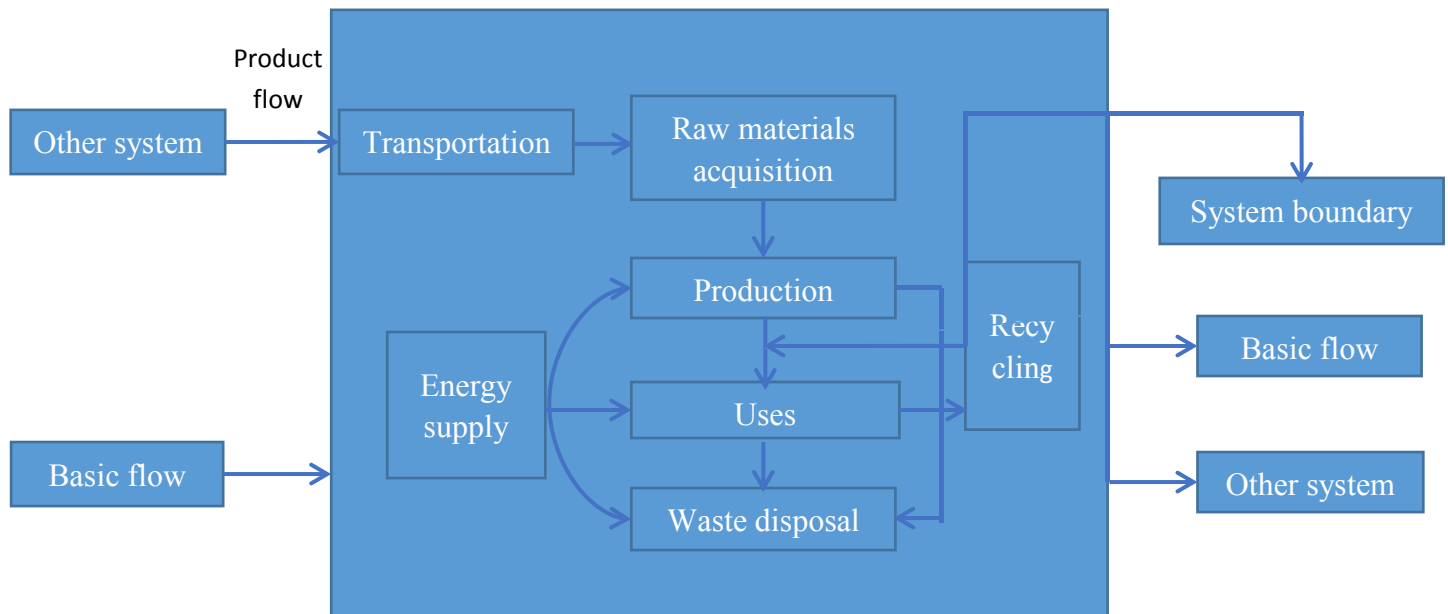 Product
flow
Other system
Transportation
Raw materials
acquisition
System boundary
Production
Recy
cling
Energy
supply
Uses
Basic flow
Basic flow
Waste disposal
Other system